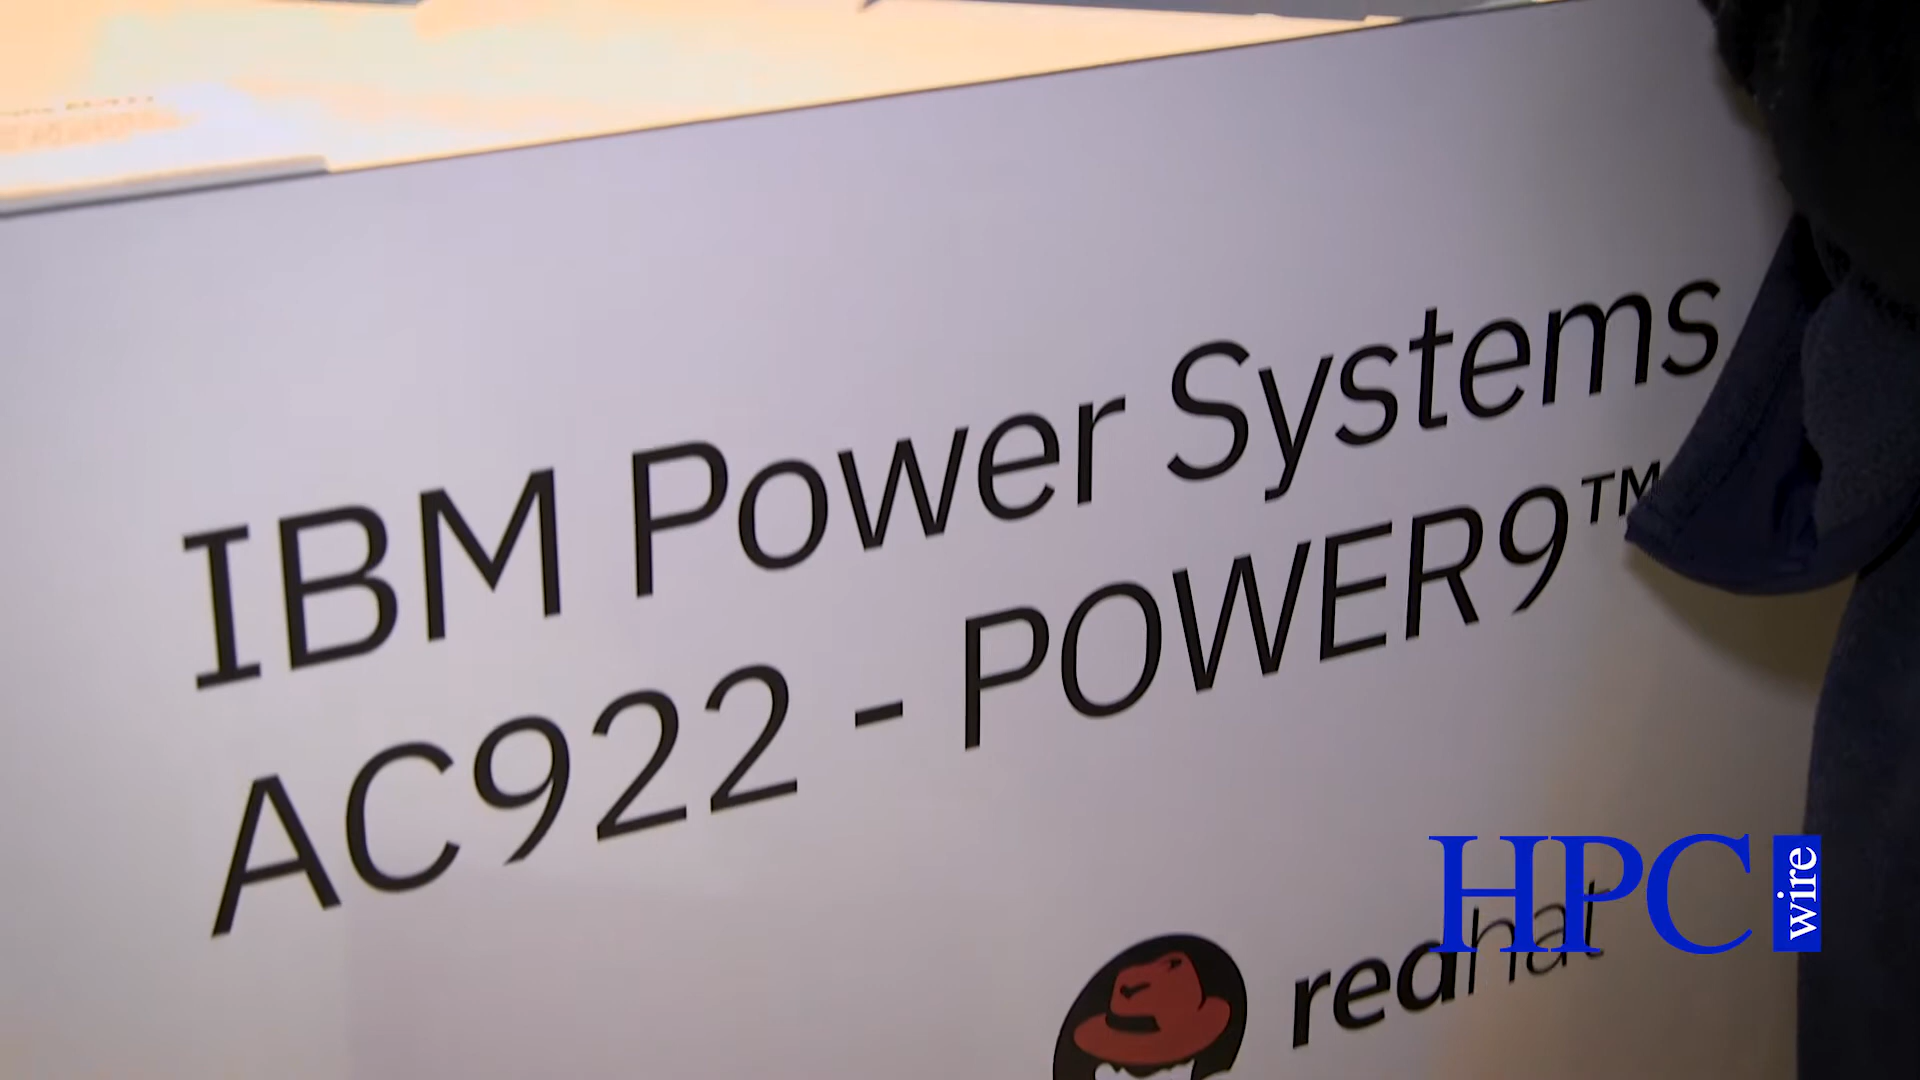 IBM Power Systems
AC922 - POWER9™
redhat
HPC
wire